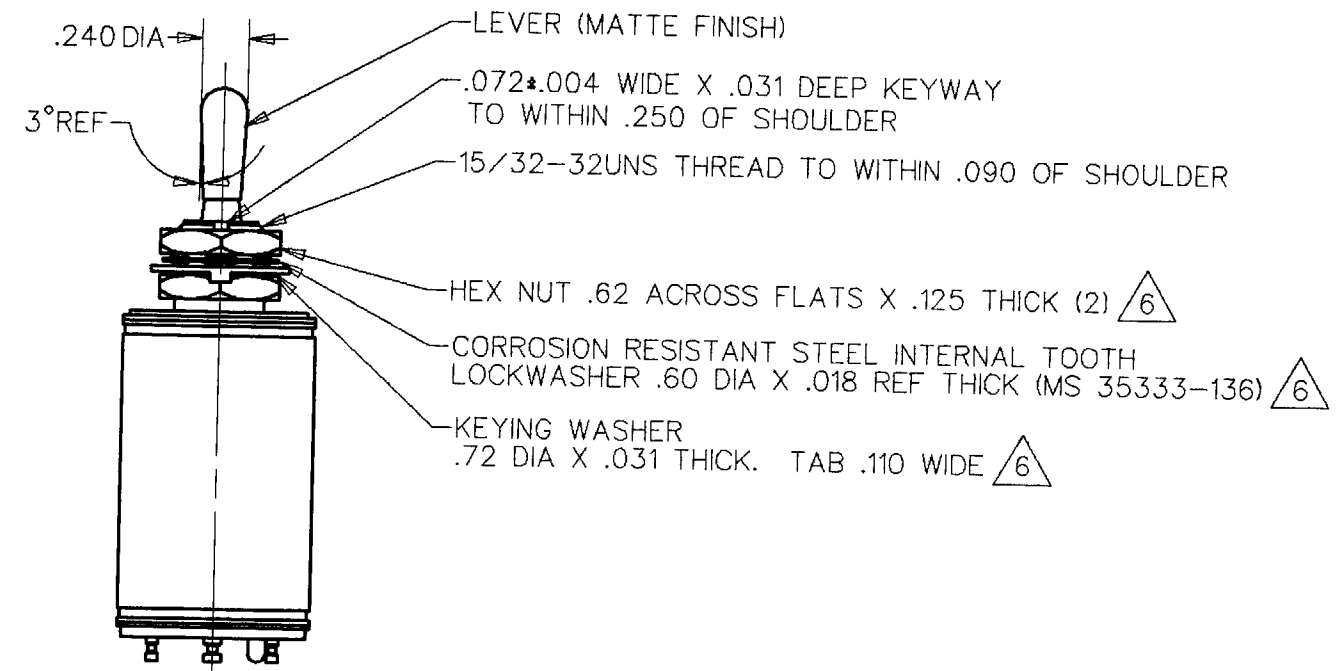 .240 DIA
LEVER (MATTE FINISH)
.072±.004 WIDE X .031 DEEP KEYWAY
TO WITHIN .250 OF SHOULDER
3° REF
15/32-32UNS THREAD TO WITHIN .090 OF SHOULDER
HEX NUT .62 ACROSS FLATS X .125 THICK (2) 6
CORROSION RESISTANT STEEL INTERNAL TOOTH
LOCKWASHER .60 DIA X .018 REF THICK (MS 35333-136) 6
KEYING WASHER
.72 DIA X .031 THICK. TAB .110 WIDE 6